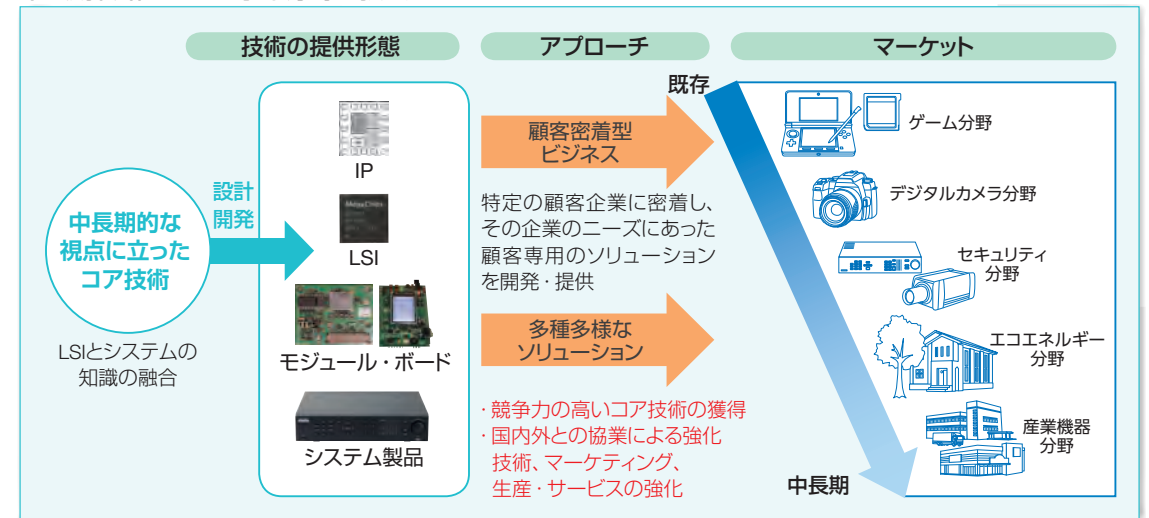 技術の提供形態
アプローチ
マーケット
中長期的な
視点に立った
コア技術
LSIとシステムの
知識の融合
設計
開発
IP
MegaChips
LSI
モジュール・ボード
システム製品
顧客密着型
ビジネス
特定の顧客企業に密着し、
その企業のニーズにあった
顧客専用のソリューション
を開発・提供
多種多様な
ソリューション
・競争力の高いコア技術の獲得
・国内外との協業による強化
技術、マーケティング、
生産・サービスの強化
既存
中長期
ゲーム分野
デジタルカメラ分野
セキュリティ
分野
エコエネルギー
分野
産業機器
分野